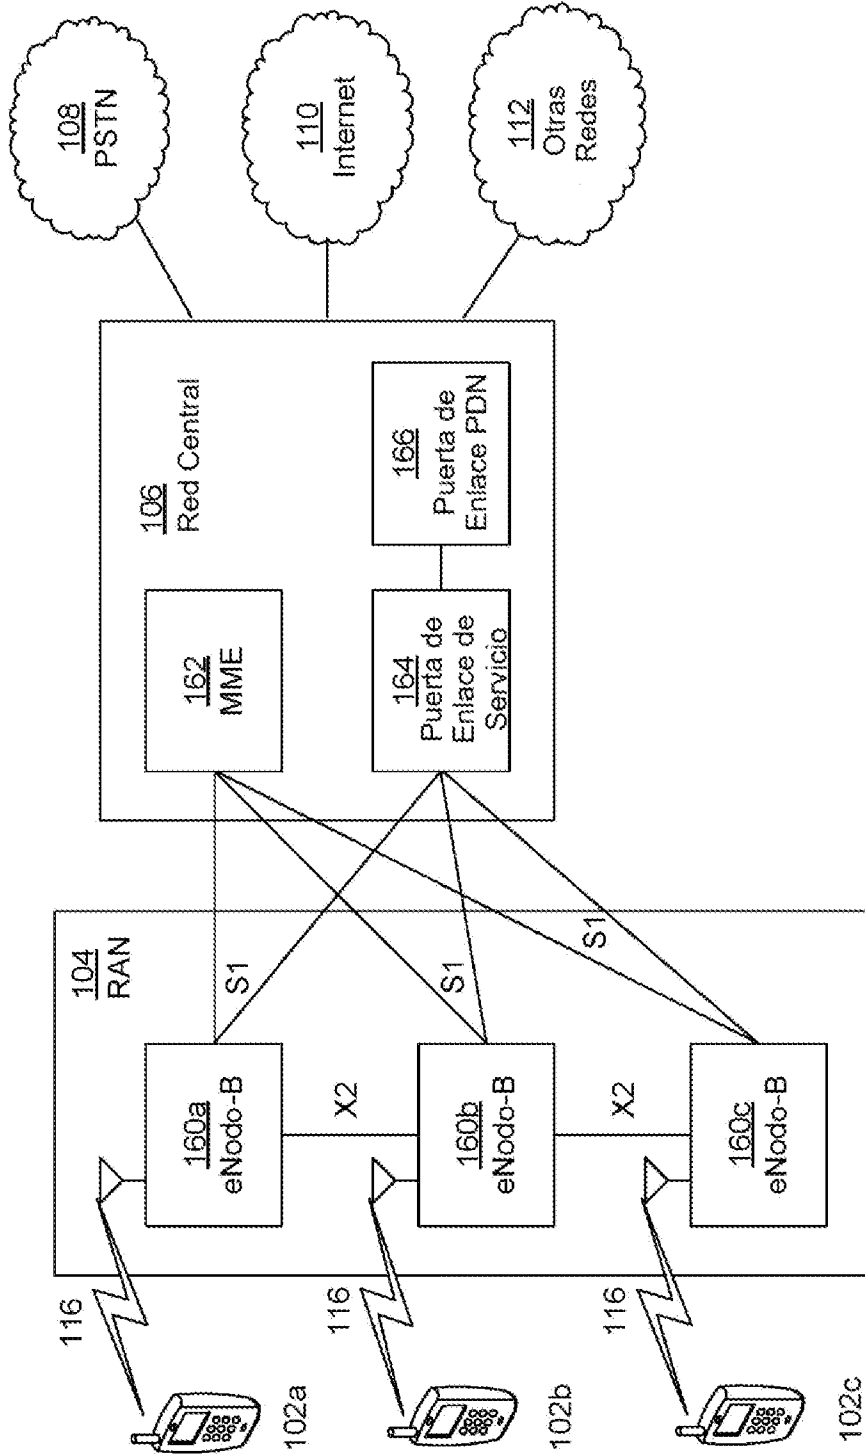 116
102a
116
102b
116
102c
104
RAN
160a
eNodo-B
X2
160b
eNodo-B
X2
160c
eNodo-B
S1
S1
S1
106
Red Central
162
MME
164
Puerta de
Enlace de
Servicio
166
Puerta de
Enlace PDN
108
PSTN
110
Internet
112
Otras
Redes